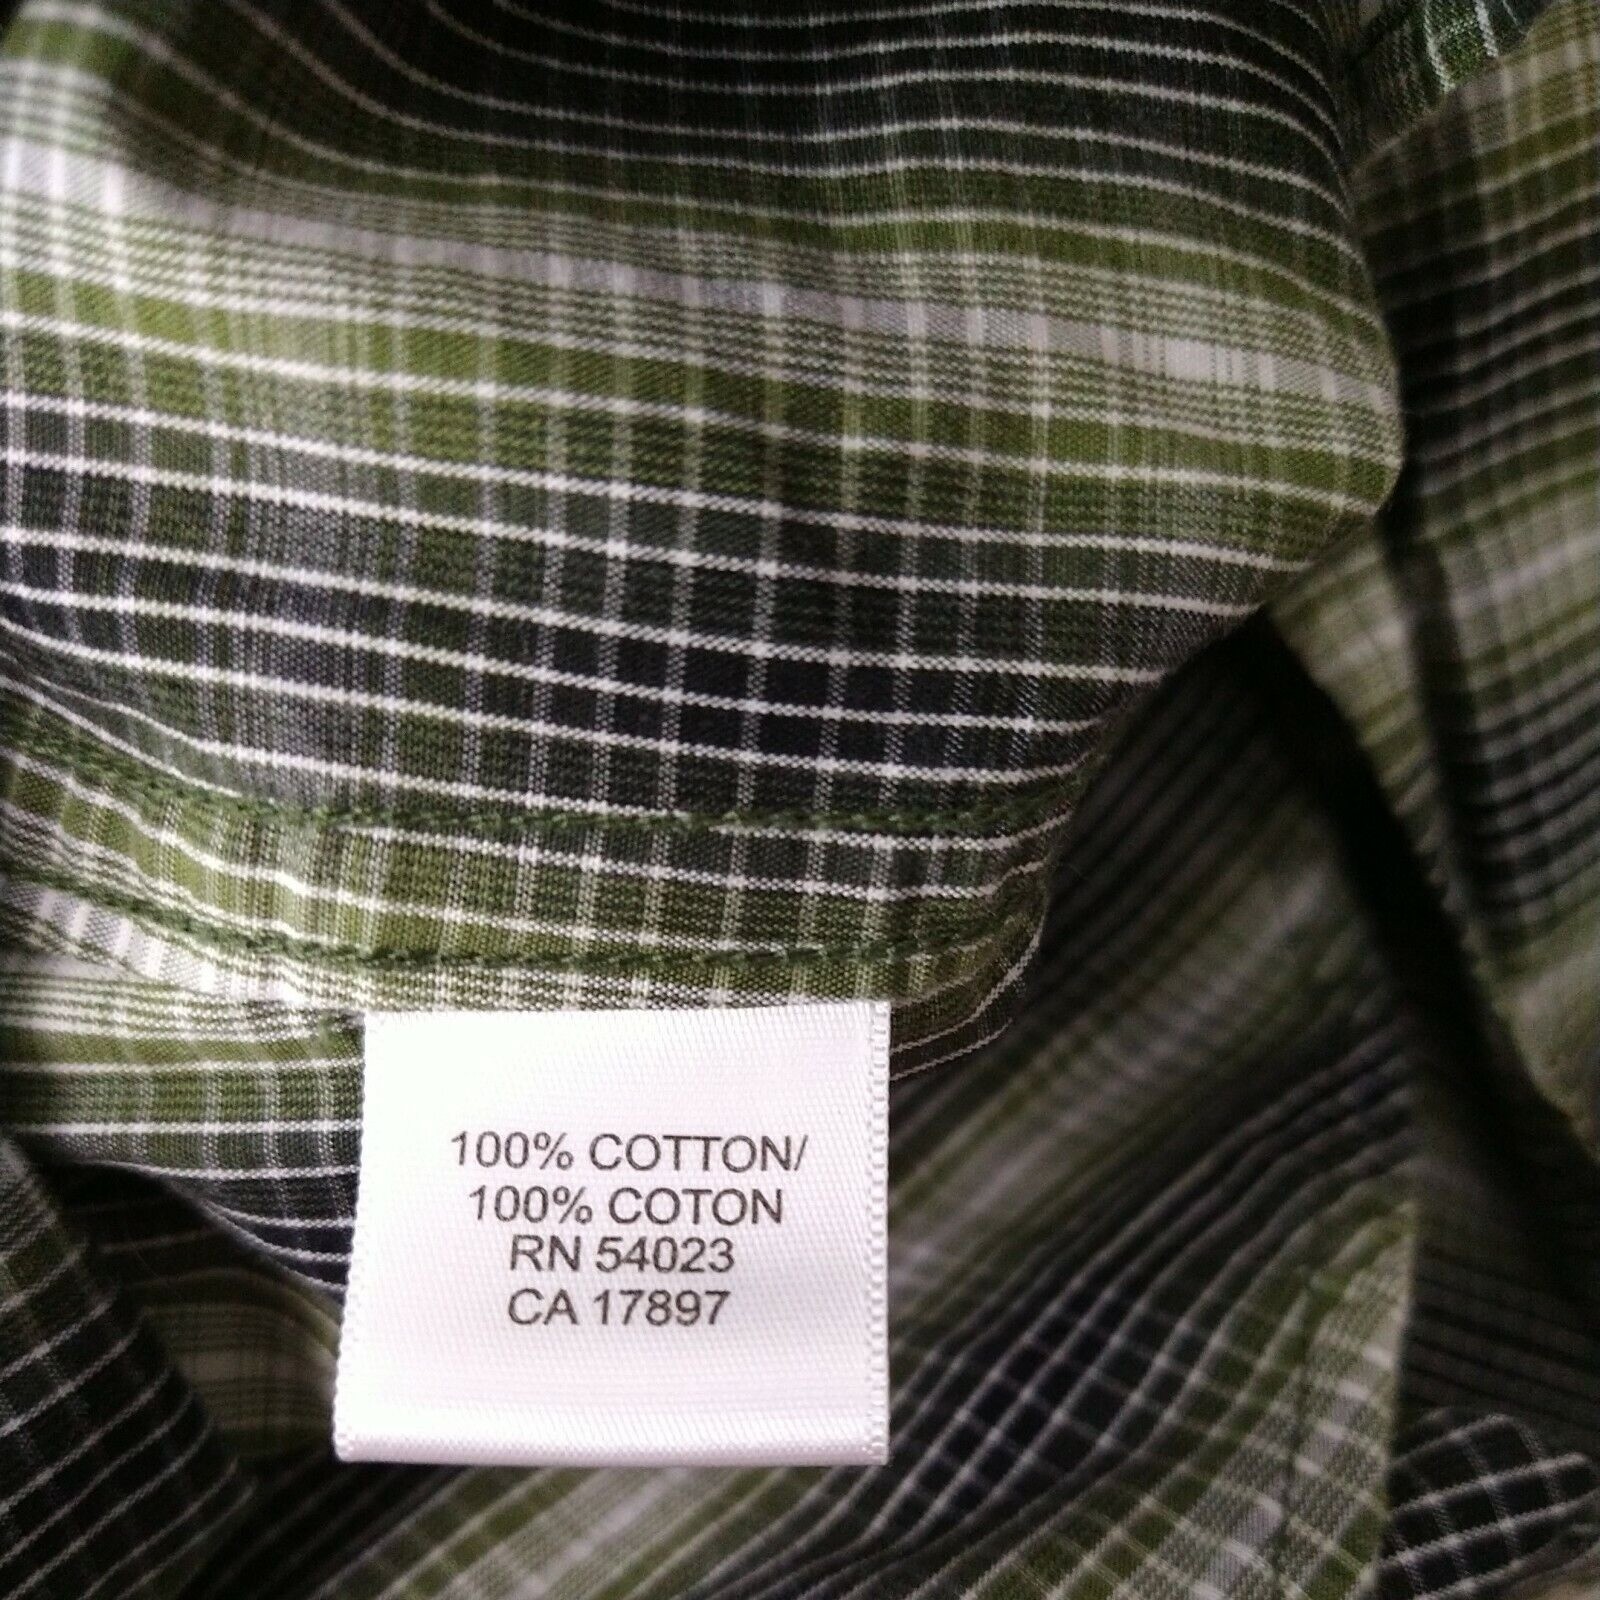 100% COTTON/
100% COTON
RN 54023
CA 17897